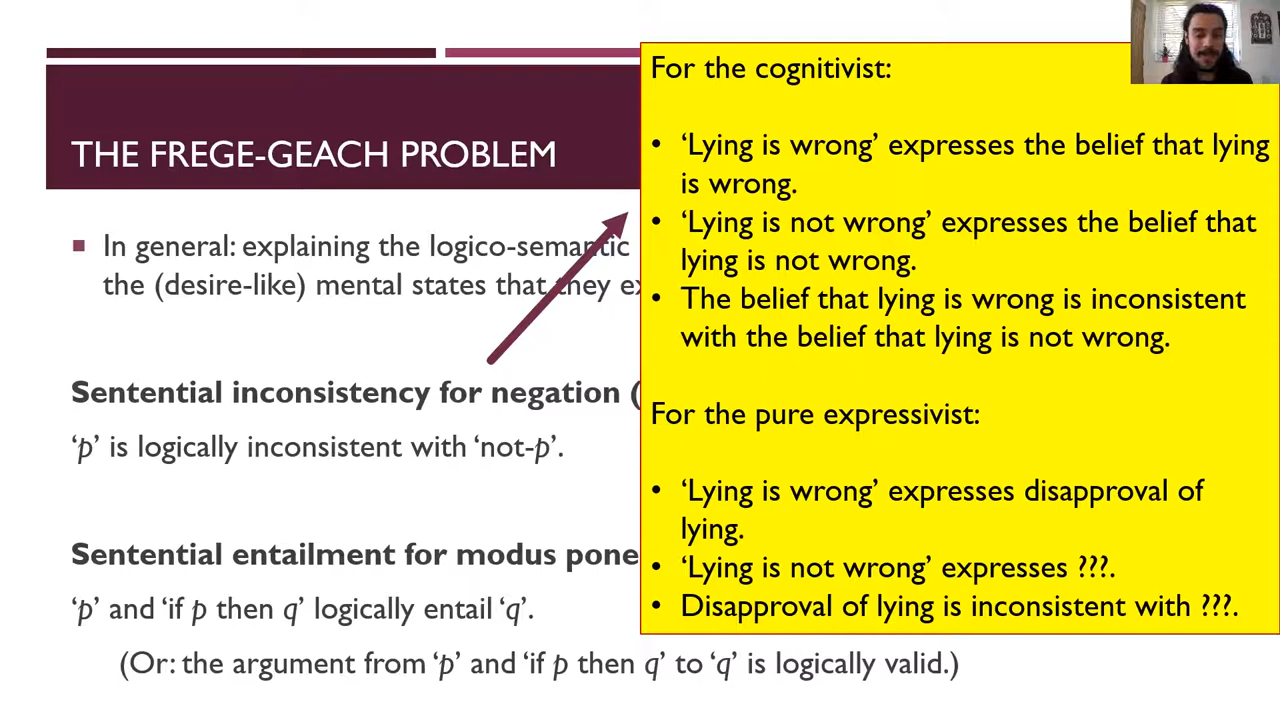 THE FREGE-GEACH PROBLEM
In general: explaining the logico-semantic
the (desire-like) mental states that they ex
Sentential inconsistency for negation (
‘p’ is logically inconsistent with ‘not-p’.
Sentential entailment for modus pone
‘p’ and ‘if p then q’ logically entail ‘q’.
(Or: the argument from ‘p’ and ‘if p then q’ to ‘q’ is logically valid.)
For the cognitivist:
• ‘Lying is wrong’ expresses the belief that lying
is wrong.
• ‘Lying is not wrong’ expresses the belief that
lying is not wrong.
• The belief that lying is wrong is inconsistent
with the belief that lying is not wrong.
For the pure expressivist:
• ‘Lying is wrong’ expresses disapproval of
lying.
• ‘Lying is not wrong’ expresses ???.
• Disapproval of lying is inconsistent with ???.